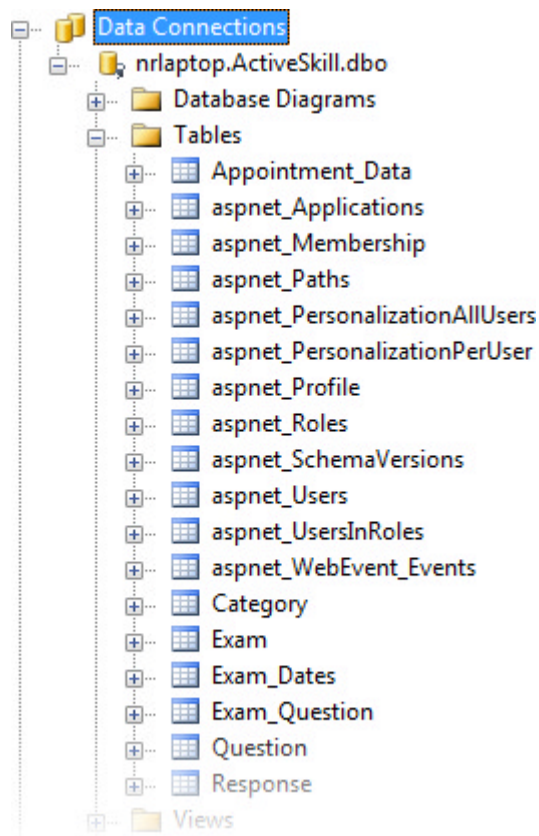 Data Connections
nrlaptop.ActiveSkill.dbo
Database Diagrams
Tables
Appointment_Data
aspnet_Applications
aspnet_Membership
aspnet_Paths
aspnet_PersonalizationAllUsers
aspnet_PersonalizationPerUser
aspnet_Profile
aspnet_Roles
aspnet_SchemaVersions
aspnet_Users
aspnet_UsersInRoles
aspnet_WebEvent_Events
Category
Exam
Exam_Dates
Exam_Question
Question
Response
Views